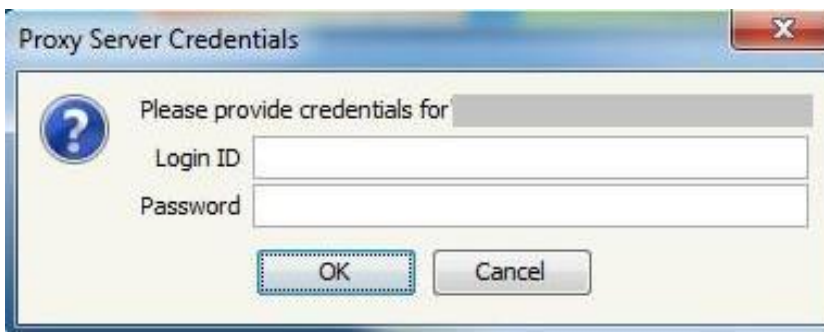 Proxy Server Credentials
Please provide credentials for
Login ID
Password
OK
Cancel